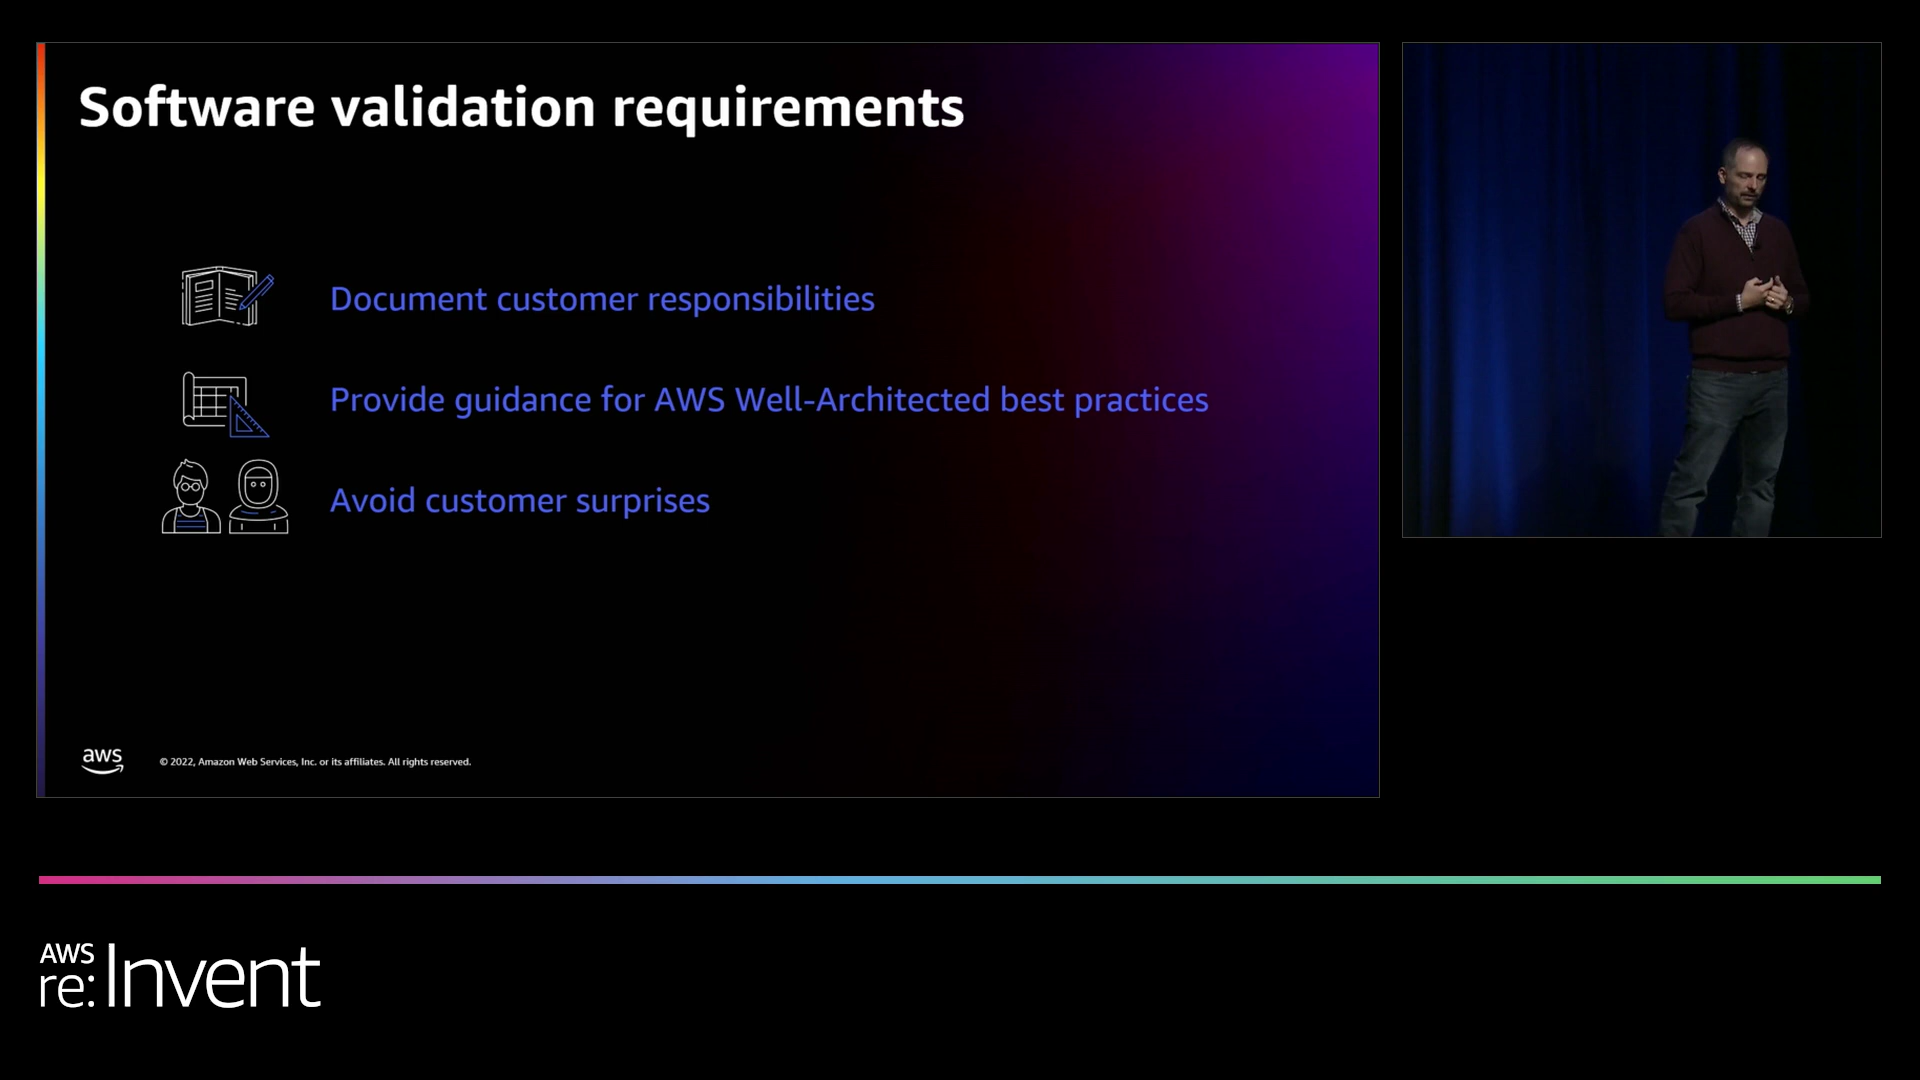 Software validation requirements
Document customer responsibilities
Provide guidance for AWS Well-Architected best practices
Avoid customer surprises
aws
© 2022, Amazon Web Services, Inc. or its affiliates. All rights reserved.
AWS
re:Invent